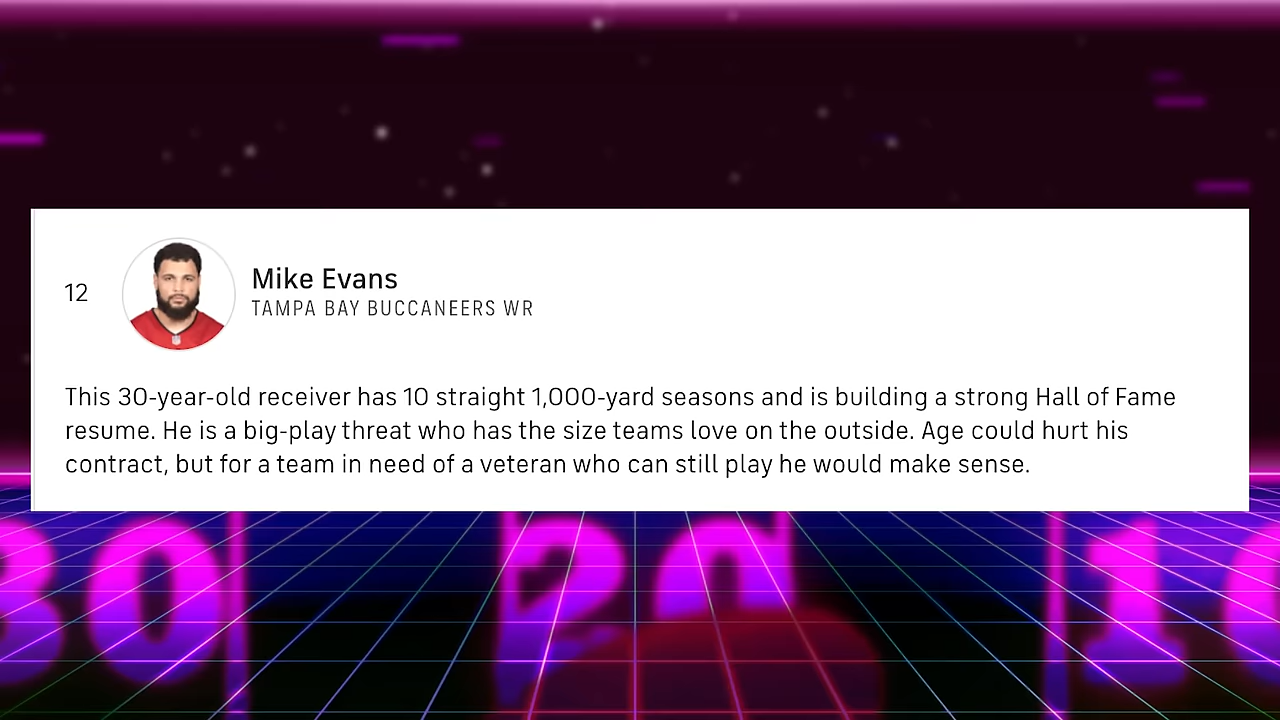 12
Mike Evans
TAMPA BAY BUCCANEERS WR
This 30-year-old receiver has 10 straight 1,000-yard seasons and is building a strong Hall of Fame
resume. He is a big-play threat who has the size teams love on the outside. Age could hurt his
contract, but for a team in need of a veteran who can still play he would make sense.
30 20 10